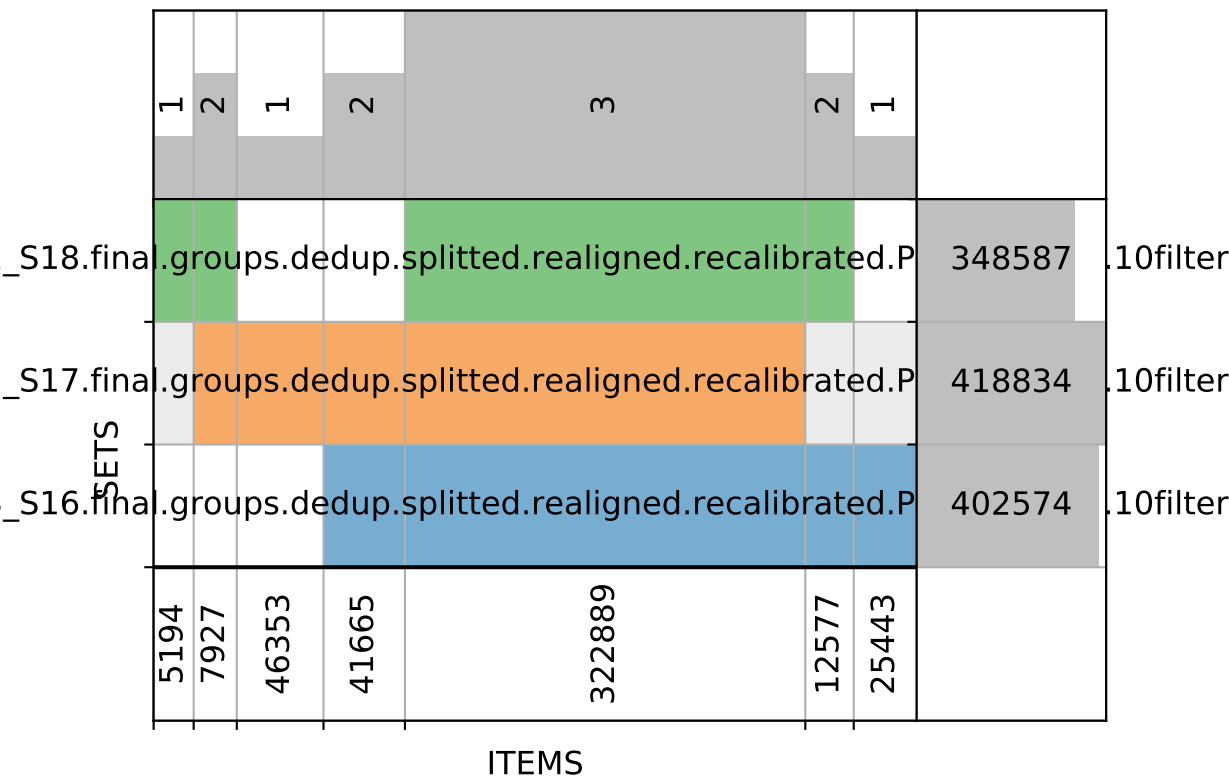 1 2 1 2 3 2 1
_S18.final.groups.dedup.splitted.realigned.recalibrated.P 348587 .10filter
_S17.final.groups.dedup.splitted.realigned.recalibrated.P 418834 .10filter
SETS
_S16.final.groups.dedup.splitted.realigned.recalibrated.P 402574 .10filter
5194 7927 46353 41665 322889 12577 25443
ITEMS